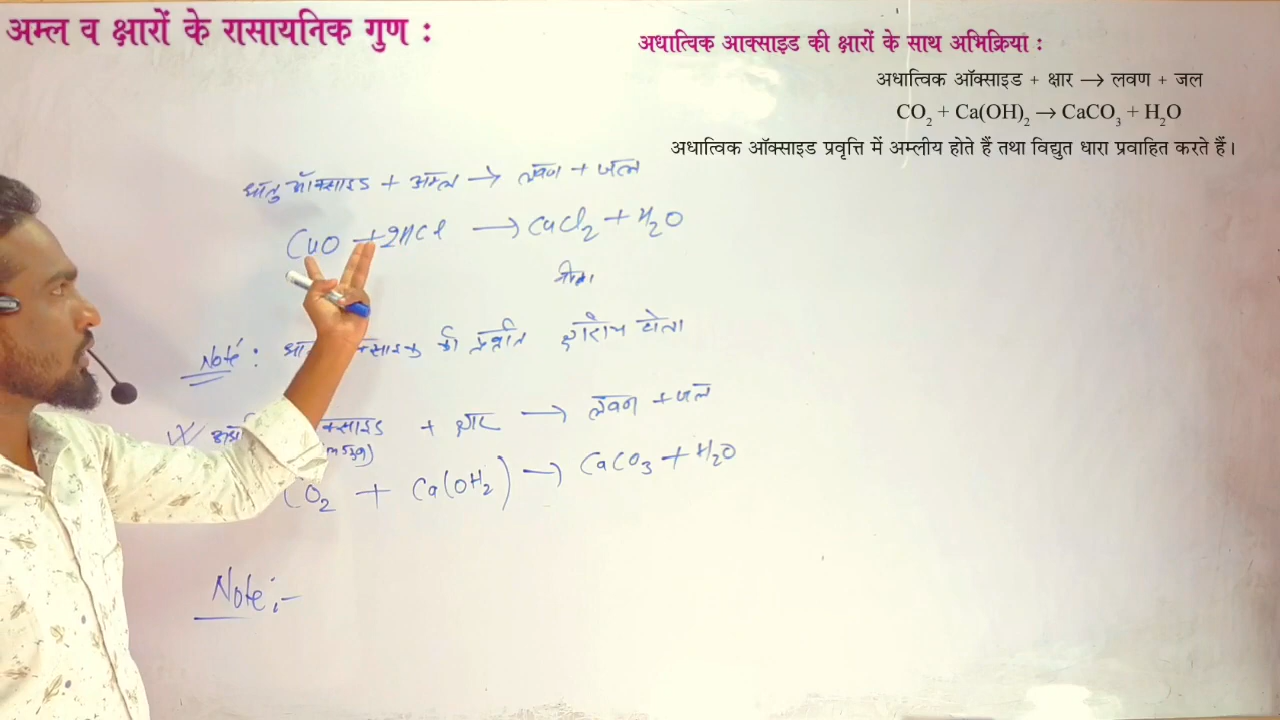 अम्ल व क्षारों के रासायनिक गुण :
अधात्विक आक्साइड की क्षारों के साथ अभिक्रिया :
अधात्विक ऑक्साइड + क्षार → लवण + जल
CO₂ + Ca(OH)₂ → CaCO₃ + H₂O
अधात्विक ऑक्साइड प्रवृत्ति में अम्लीय होते हैं तथा विद्युत धारा प्रवाहित करते हैं।
धातु ऑक्साइड + अम्ल → लवण + जल
CuO + 2HCl → CuCl₂ + H₂O
Note : की क्षारीय होता
क्साइड + क्षार → लवण + जल
CO₂ + Ca(OH₂) → CaCO₃ + H₂O
Note :-